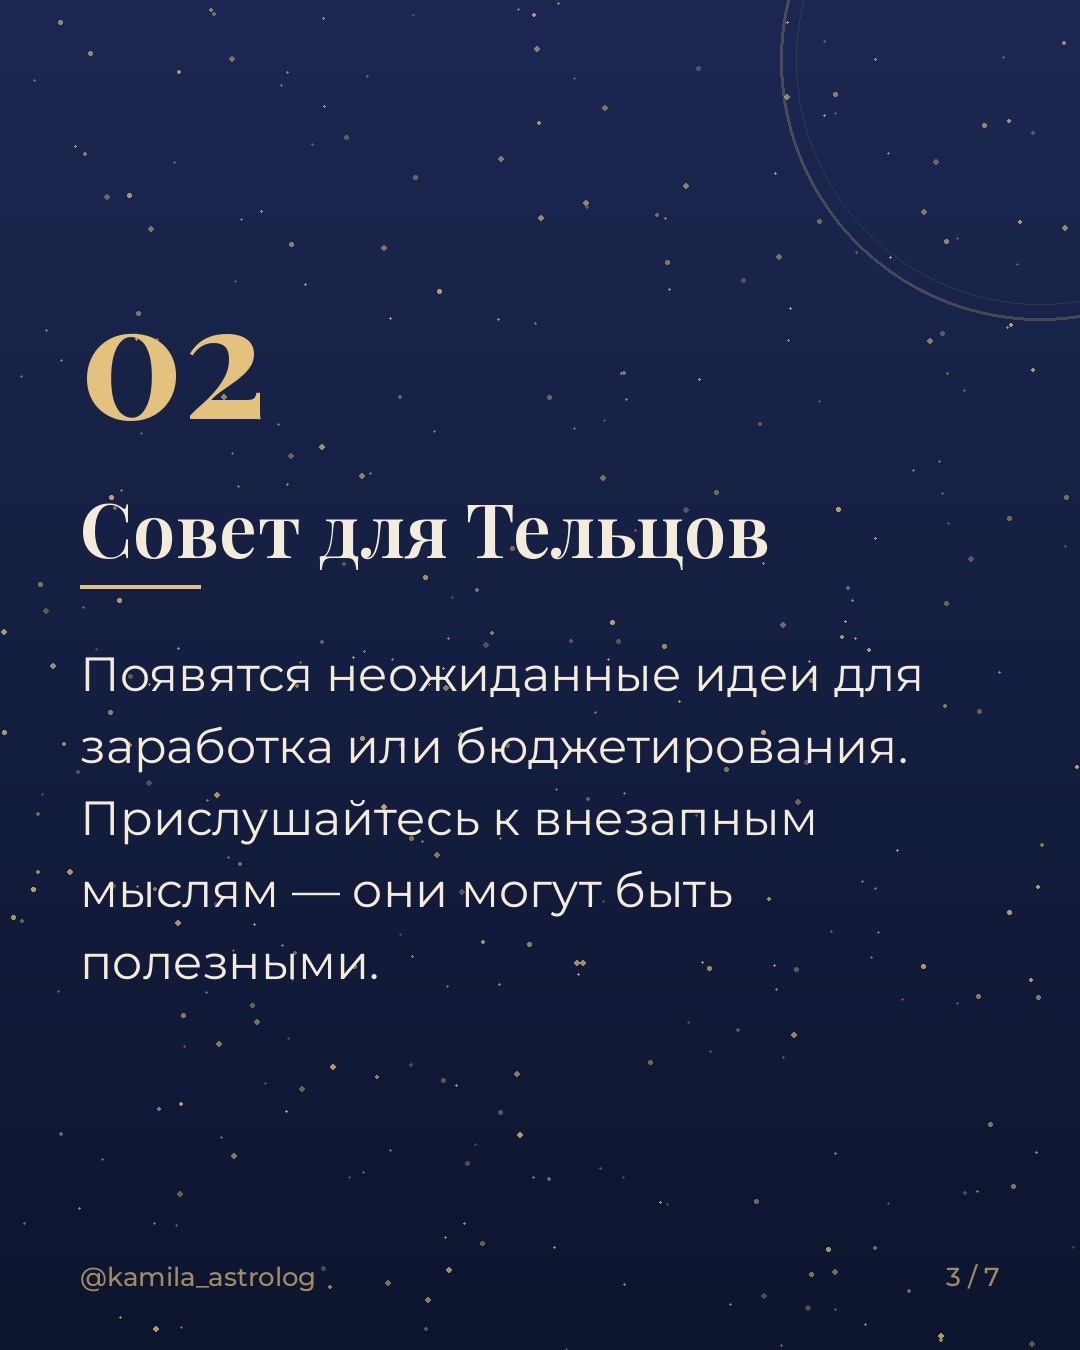 02
Совет для Тельцов
Появятся неожиданные идеи для
заработка или бюджетирования.
Прислушайтесь к внезапным
мыслям — они могут быть
полезными.
@kamila_astrolog
3 / 7